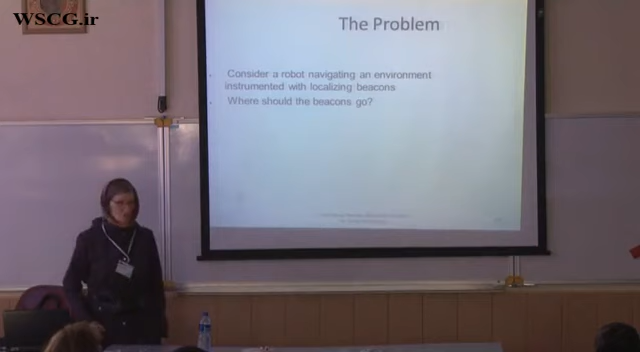 WSCG.ir
The Problem
Consider a robot navigating an environment
instrumented with localizing beacons
Where should the beacons go?